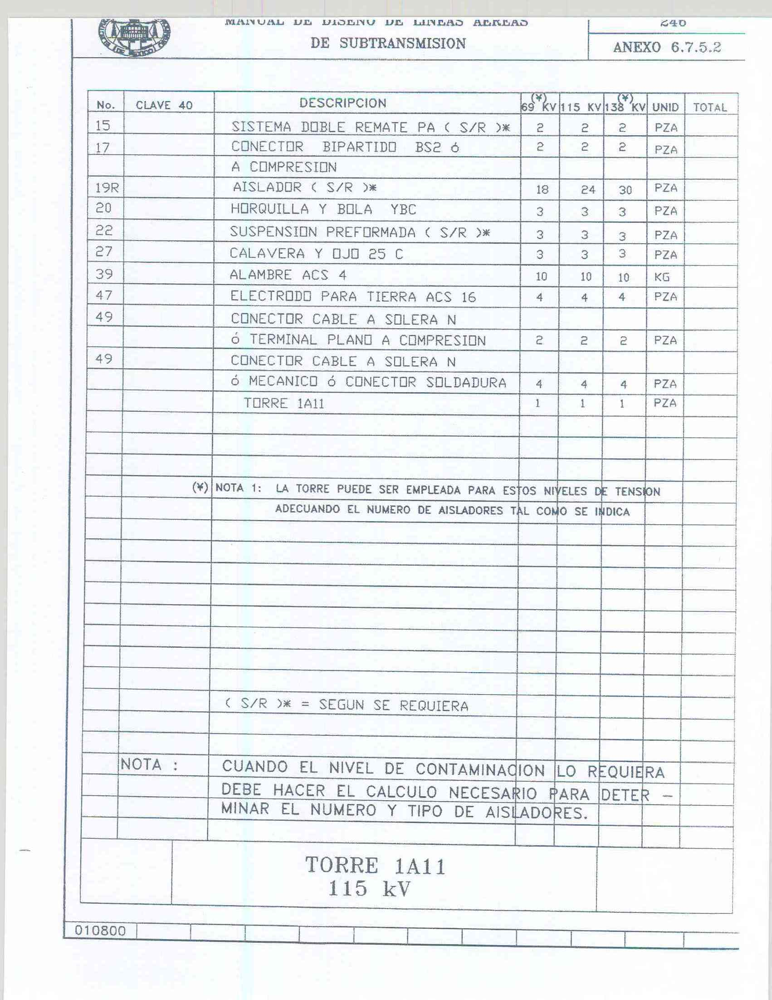 MANUAL DE DISEÑO DE LINEAS AEREAS
DE SUBTRANSMISION
240
ANEXO 6.7.5.2
No. CLAVE 40 DESCRIPCION (¥) 69 KV 115 KV (¥) 138 KV UNID TOTAL
15 SISTEMA DOBLE REMATE PA ( S/R )* 2 2 2 PZA
17 CONECTOR BIPARTIDO BS2 ó 2 2 2 PZA
A COMPRESION
19R AISLADOR ( S/R )* 18 24 30 PZA
20 HORQUILLA Y BOLA YBC 3 3 3 PZA
22 SUSPENSION PREFORMADA ( S/R )* 3 3 3 PZA
27 CALAVERA Y OJO 25 C 3 3 3 PZA
39 ALAMBRE ACS 4 10 10 10 KG
47 ELECTRODO PARA TIERRA ACS 16 4 4 4 PZA
49 CONECTOR CABLE A SOLERA N
ó TERMINAL PLANO A COMPRESION 2 2 2 PZA
49 CONECTOR CABLE A SOLERA N
ó MECANICO ó CONECTOR SOLDADURA 4 4 4 PZA
TORRE 1A11 1 1 1 PZA
(¥) NOTA 1: LA TORRE PUEDE SER EMPLEADA PARA ESTOS NIVELES DE TENSION
ADECUANDO EL NUMERO DE AISLADORES TAL COMO SE INDICA
( S/R )* = SEGUN SE REQUIERA
NOTA : CUANDO EL NIVEL DE CONTAMINACION LO REQUIERA
DEBE HACER EL CALCULO NECESARIO PARA DETER -
MINAR EL NUMERO Y TIPO DE AISLADORES.
TORRE 1A11
115 kV
010800